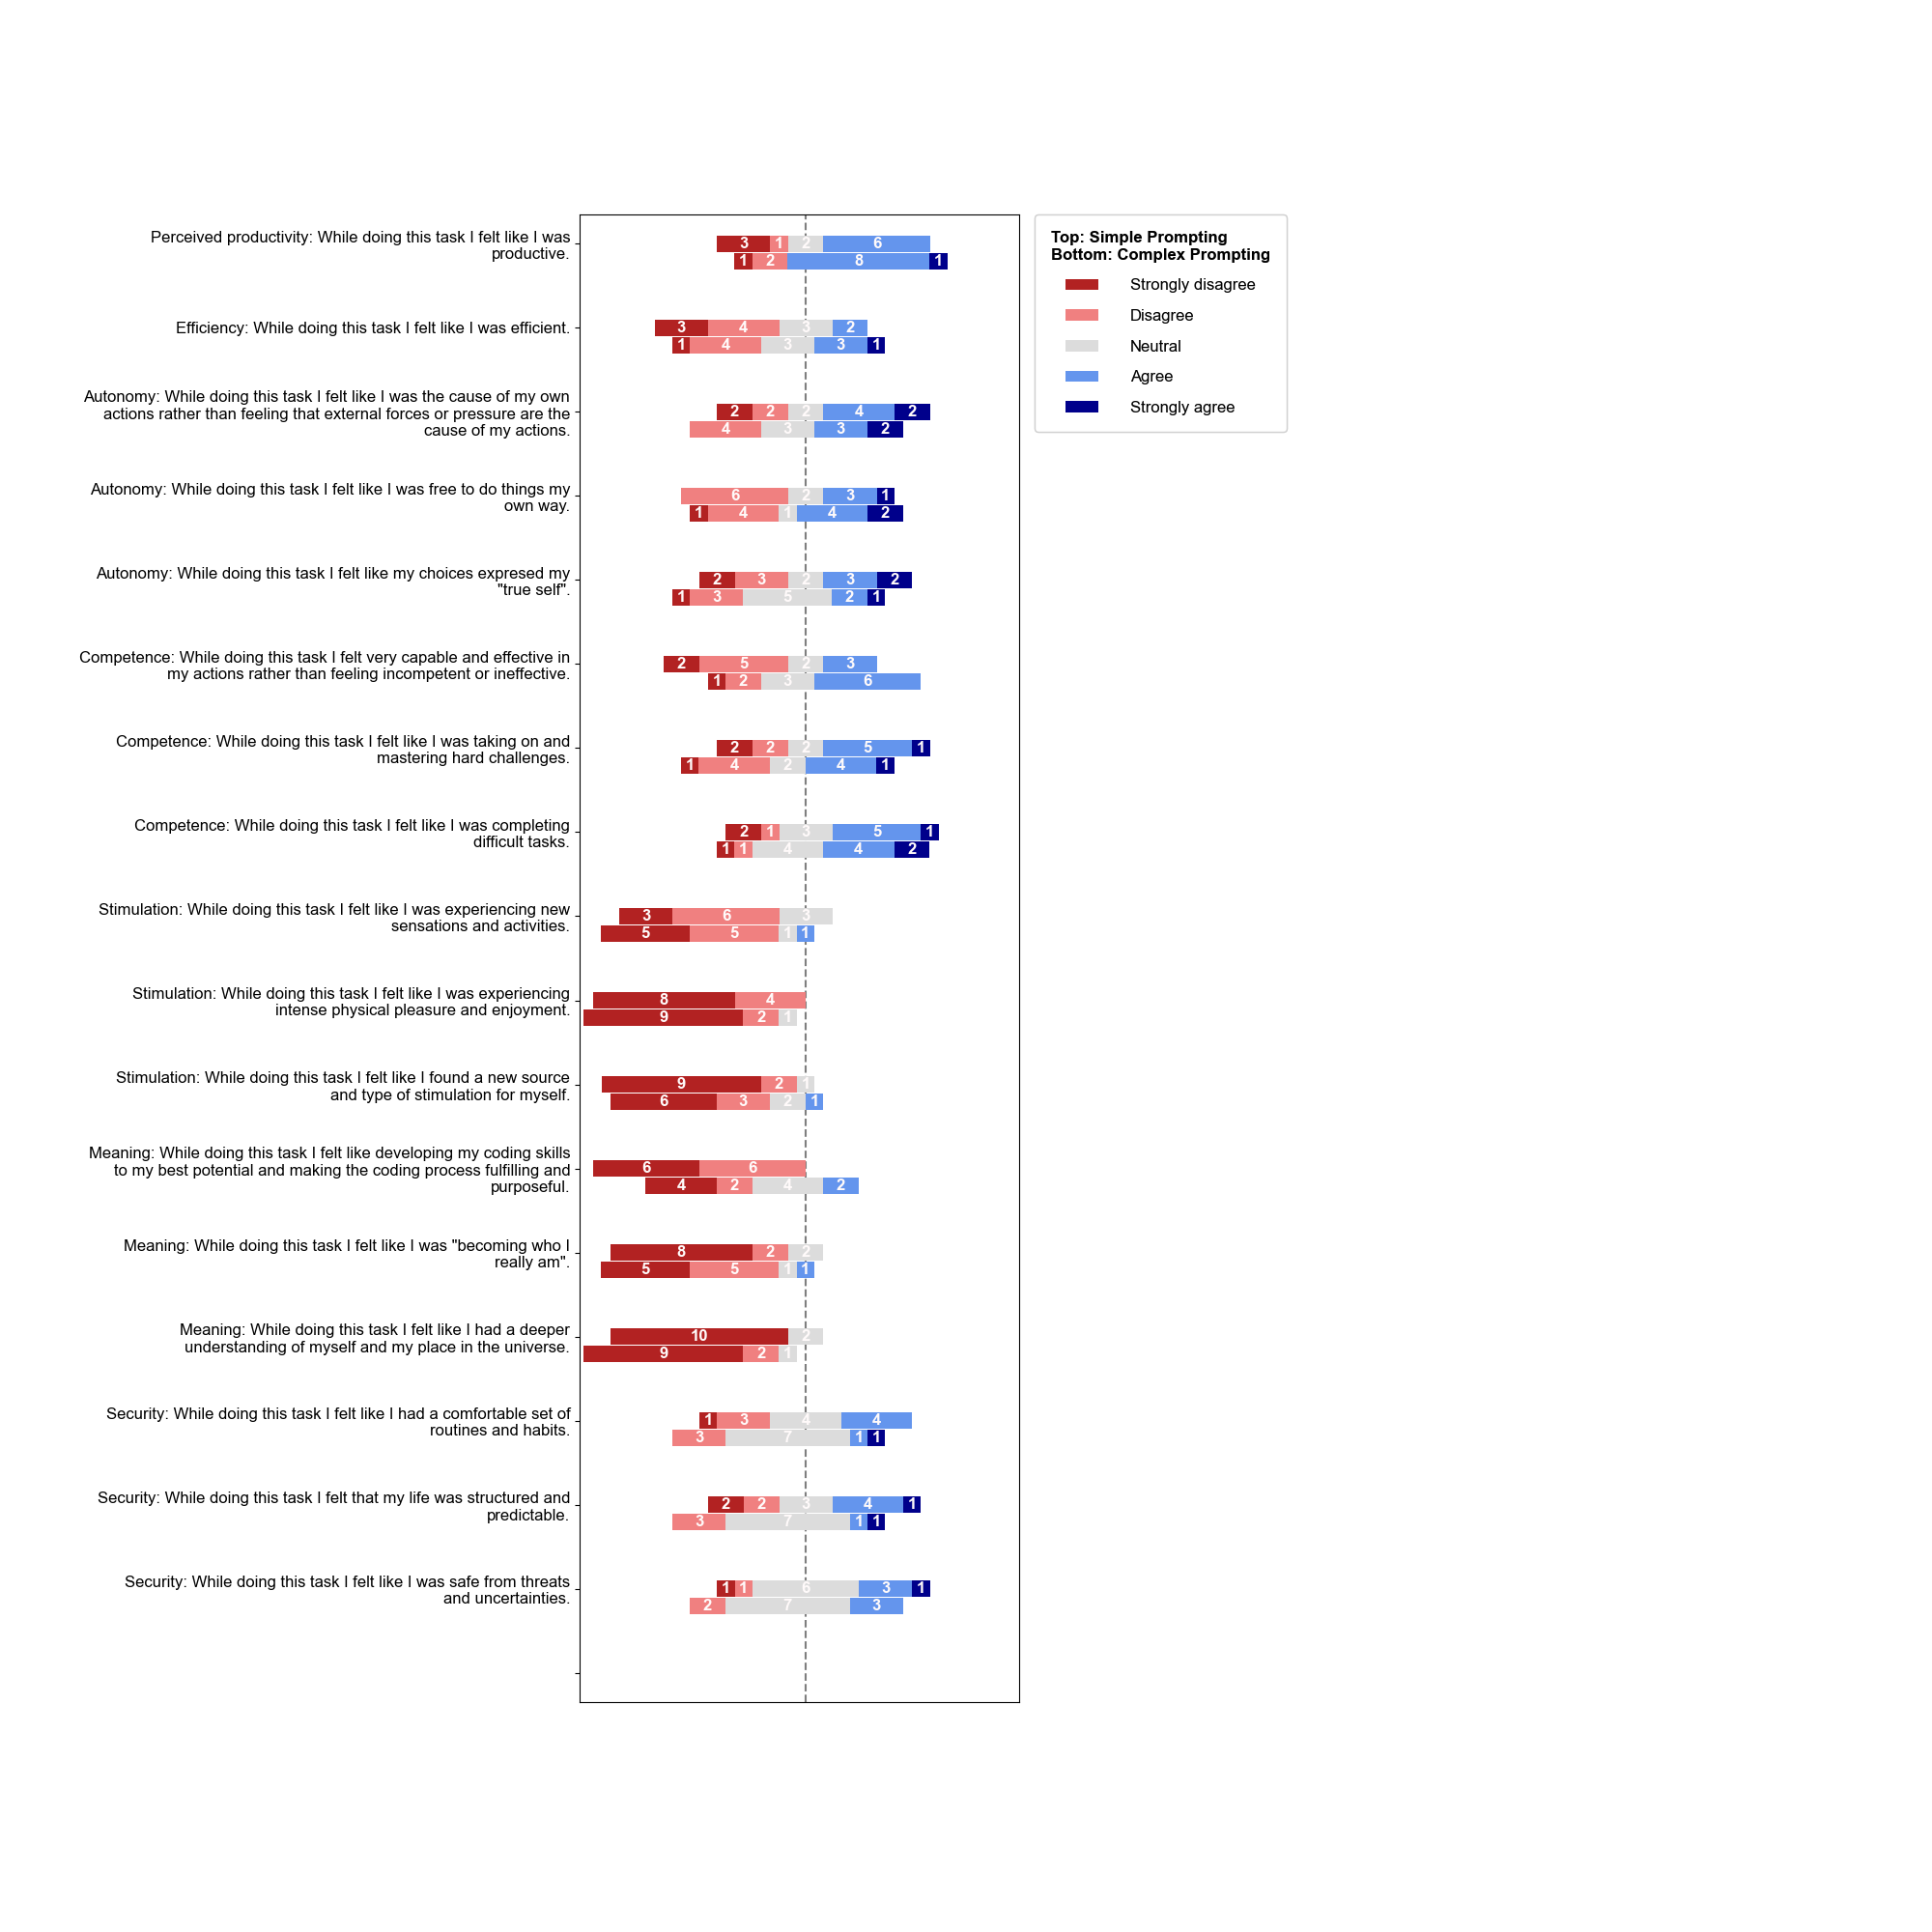 Perceived productivity: While doing this task I felt like I was
productive.
3 1 2 6
1 2 8 1
Efficiency: While doing this task I felt like I was efficient.
3 4 3 2
1 4 3 3 1
Autonomy: While doing this task I felt like I was the cause of my own
actions rather than feeling that external forces or pressure are the
cause of my actions.
2 2 2 4 2
4 3 3 2
Autonomy: While doing this task I felt like I was free to do things my
own way.
6 2 3 1
1 4 1 4 2
Autonomy: While doing this task I felt like my choices expresed my
"true self".
2 3 2 3 2
1 3 5 2 1
Competence: While doing this task I felt very capable and effective in
my actions rather than feeling incompetent or ineffective.
2 5 2 3
1 2 3 6
Competence: While doing this task I felt like I was taking on and
mastering hard challenges.
2 2 2 5 1
1 4 2 4 1
Competence: While doing this task I felt like I was completing
difficult tasks.
2 1 3 5 1
1 1 4 4 2
Stimulation: While doing this task I felt like I was experiencing new
sensations and activities.
3 6 3
5 5 1 1
Stimulation: While doing this task I felt like I was experiencing
intense physical pleasure and enjoyment.
8 4
9 2 1
Stimulation: While doing this task I felt like I found a new source
and type of stimulation for myself.
9 2 1
6 3 2 1
Meaning: While doing this task I felt like developing my coding skills
to my best potential and making the coding process fulfilling and
purposeful.
6 6
4 2 4 2
Meaning: While doing this task I felt like I was "becoming who I
really am".
8 2 2
5 5 1 1
Meaning: While doing this task I felt like I had a deeper
understanding of myself and my place in the universe.
10 2
9 2 1
Security: While doing this task I felt like I had a comfortable set of
routines and habits.
1 3 4 4
3 7 1 1
Security: While doing this task I felt that my life was structured and
predictable.
2 2 3 4 1
3 7 1 1
Security: While doing this task I felt like I was safe from threats
and uncertainties.
1 1 6 3 1
2 7 3
Top: Simple Prompting
Bottom: Complex Prompting
Strongly disagree
Disagree
Neutral
Agree
Strongly agree